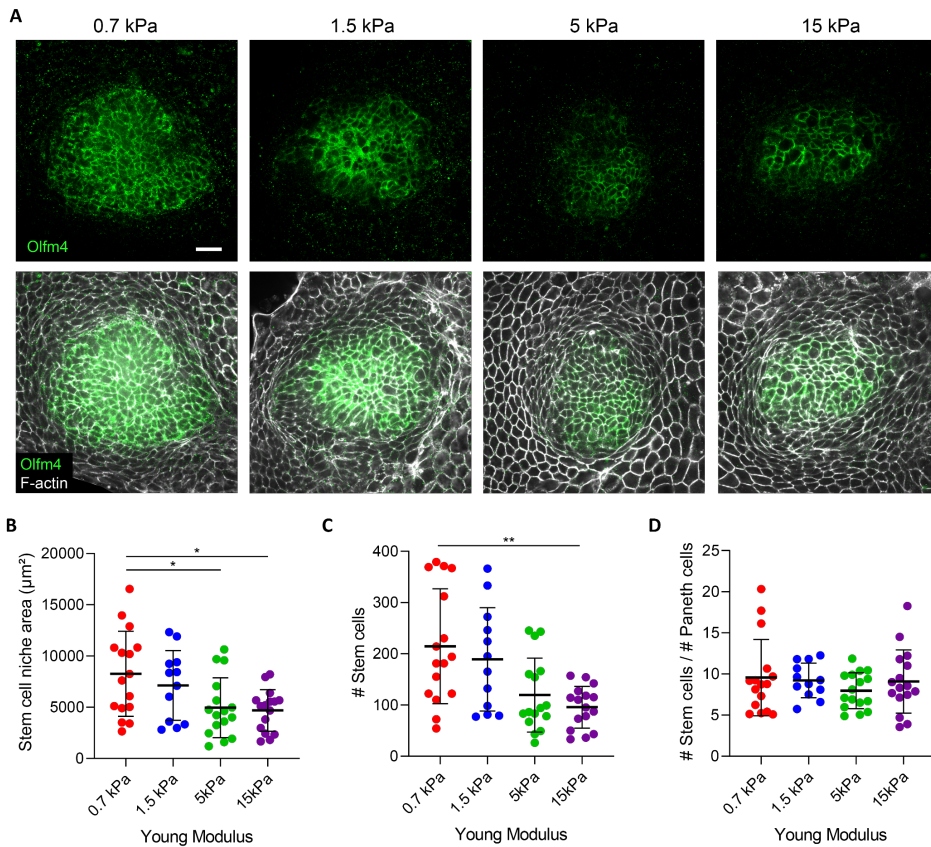 A
0.7 kPa 1.5 kPa 5 kPa 15 kPa
Olfm4
Olfm4
F-actin
B
Stem cell niche area (µm²)
20000
15000
10000
5000
0
*
*
0.7 kPa 1.5 kPa 5kPa 15kPa
Young Modulus
C
# Stem cells
400
300
200
100
0
**
0.7 kPa 1.5 kPa 5kPa 15kPa
Young Modulus
D
# Stem cells / # Paneth cells
25
20
15
10
5
0
0.7 kPa 1.5 kPa 5kPa 15kPa
Young Modulus